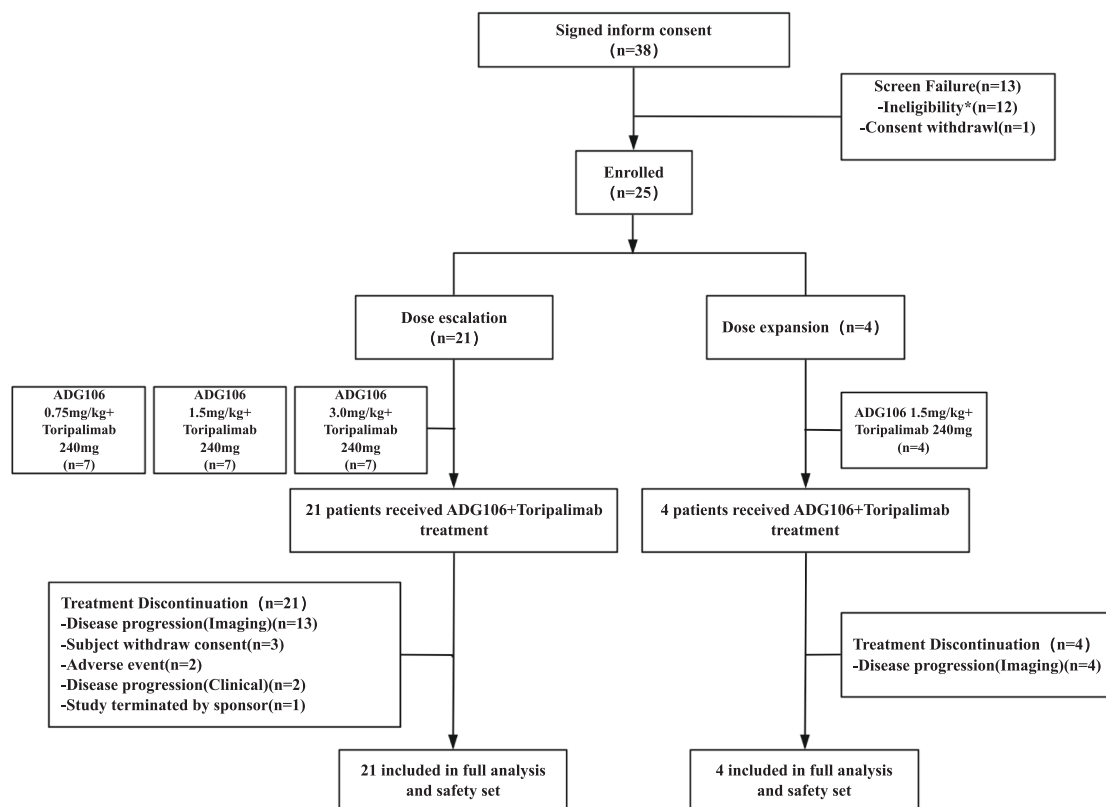 Signed inform consent
(n=38)
Screen Failure(n=13)
-Ineligibility*(n=12)
-Consent withdrawl(n=1)
Enrolled
(n=25)
Dose escalation
(n=21)
Dose expansion (n=4)
ADG106
0.75mg/kg+
Toripalimab
240mg
(n=7)
ADG106
1.5mg/kg+
Toripalimab
240mg
(n=7)
ADG106
3.0mg/kg+
Toripalimab
240mg
(n=7)
ADG106 1.5mg/kg+
Toripalimab 240mg
(n=4)
21 patients received ADG106+Toripalimab
treatment
4 patients received ADG106+Toripalimab
treatment
Treatment Discontinuation (n=21)
-Disease progression(Imaging)(n=13)
-Subject withdraw consent(n=3)
-Adverse event(n=2)
-Disease progression(Clinical)(n=2)
-Study terminated by sponsor(n=1)
Treatment Discontinuation (n=4)
-Disease progression(Imaging)(n=4)
21 included in full analysis
and safety set
4 included in full analysis
and safety set